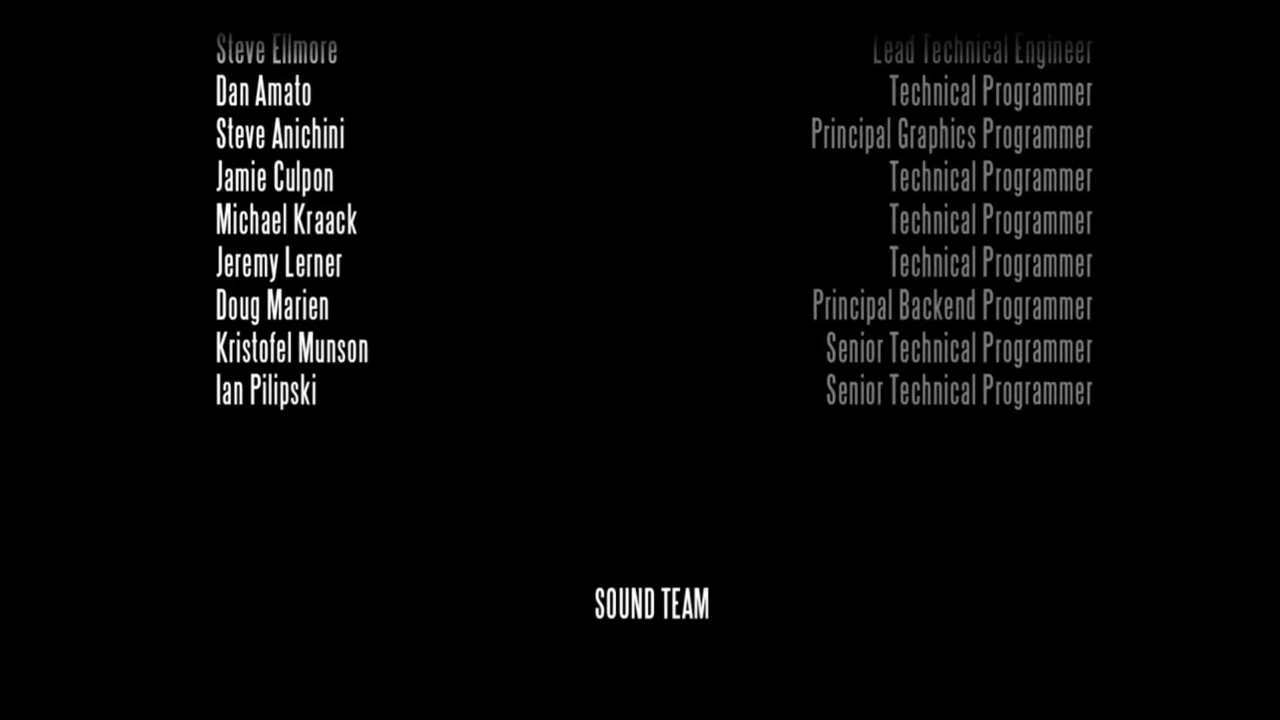 Steve Ellmore Lead Technical Engineer
Dan Amato Technical Programmer
Steve Anichini Principal Graphics Programmer
Jamie Culpon Technical Programmer
Michael Kraack Technical Programmer
Jeremy Lerner Technical Programmer
Doug Marien Principal Backend Programmer
Kristofel Munson Senior Technical Programmer
Ian Pilipski Senior Technical Programmer
SOUND TEAM